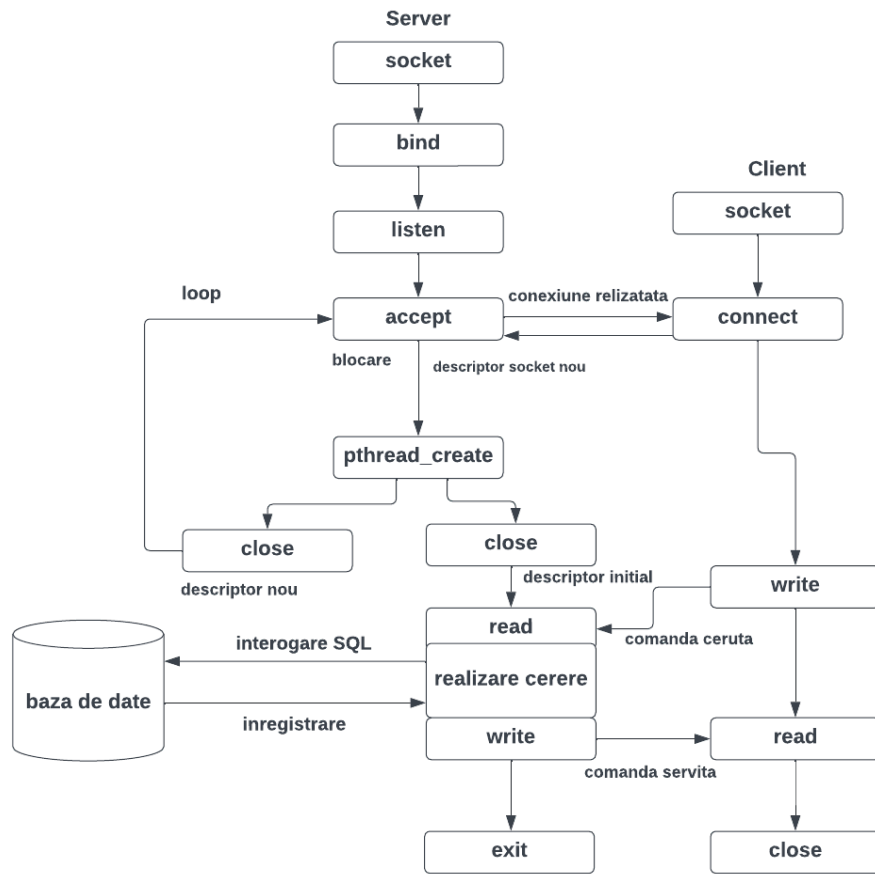 Server
socket
bind
Client
socket
listen
loop
conexiune relizatata
accept
connect
blocare
descriptor socket nou
pthread_create
close
close
descriptor nou
descriptor initial
write
read
comanda ceruta
interogare SQL
realizare cerere
baza de date
inregistrare
write
read
comanda servita
exit
close